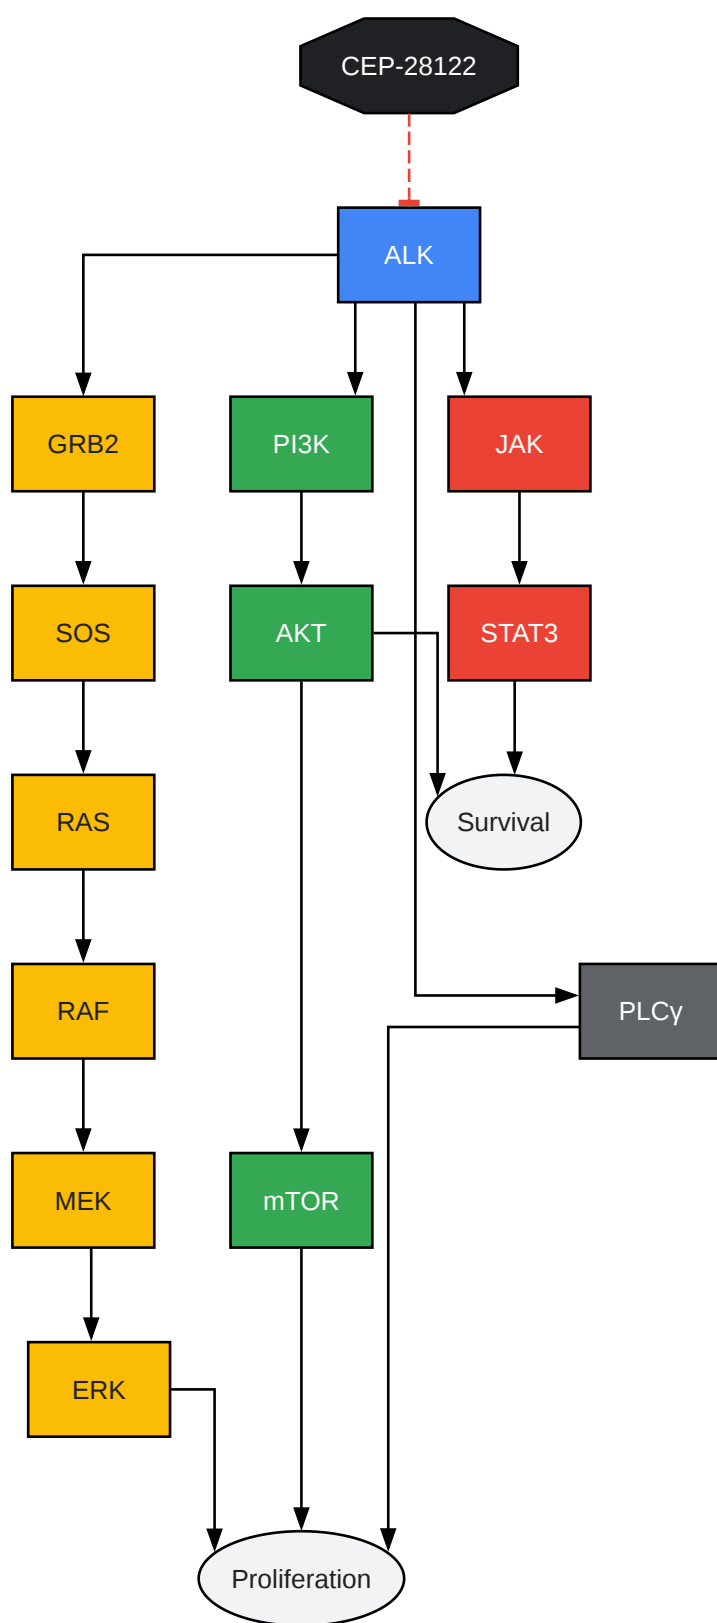 CEP-28122
ALK
GRB2
PI3K
JAK
SOS
AKT
STAT3
RAS
Survival
RAF
PLCγ
MEK
mTOR
ERK
Proliferation